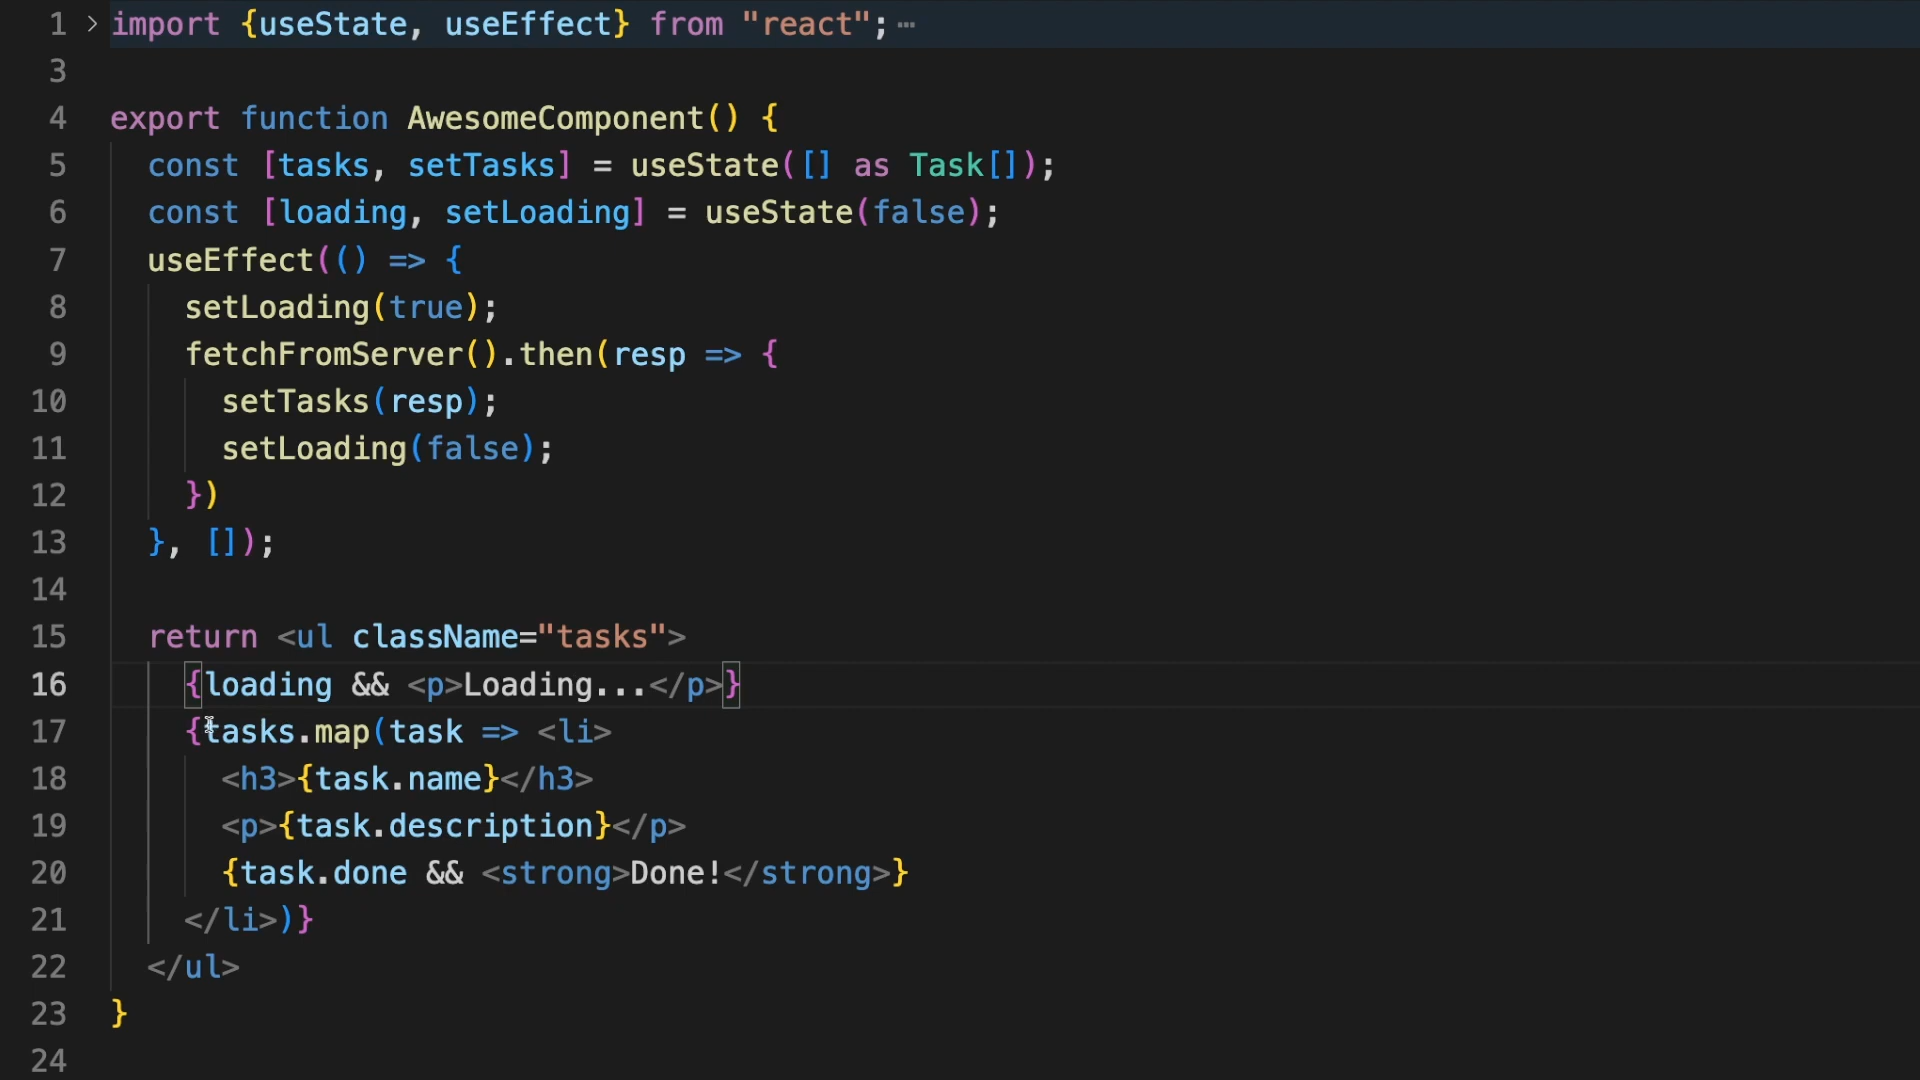 1 > import {useState, useEffect} from "react"; …
3
4 export function AwesomeComponent() {
5   const [tasks, setTasks] = useState([] as Task[]);
6   const [loading, setLoading] = useState(false);
7   useEffect(() => {
8     setLoading(true);
9     fetchFromServer().then(resp => {
10       setTasks(resp);
11       setLoading(false);
12     })
13   }, []);
14
15   return <ul className="tasks">
16     {loading && <p>Loading...</p>}
17     {tasks.map(task => <li>
18       <h3>{task.name}</h3>
19       <p>{task.description}</p>
20       {task.done && <strong>Done!</strong>}
21     </li>)}
22   </ul>
23 }
24